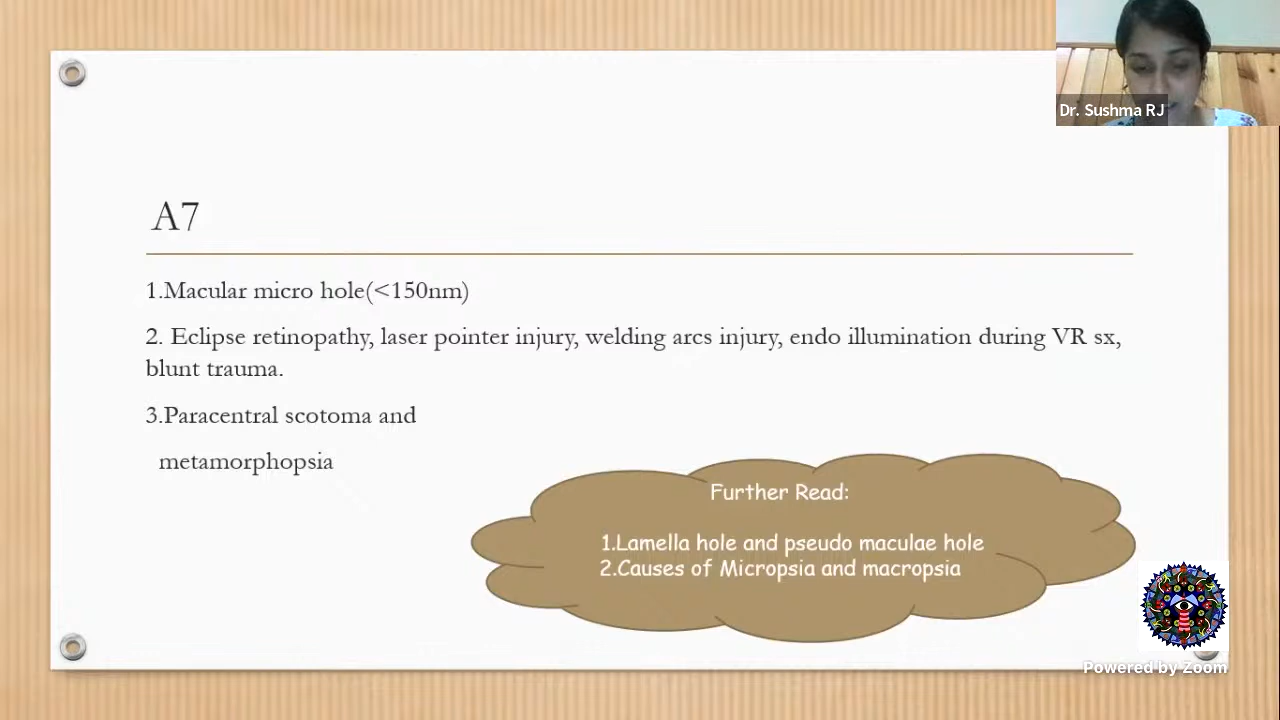 Dr. Sushma RJ
A7
1.Macular micro hole(<150nm)
2. Eclipse retinopathy, laser pointer injury, welding arcs injury, endo illumination during VR sx,
blunt trauma.
3.Paracentral scotoma and
metamorphopsia
Further Read:
1.Lamella hole and pseudo maculae hole
2.Causes of Micropsia and macropsia
Powered by Zoom